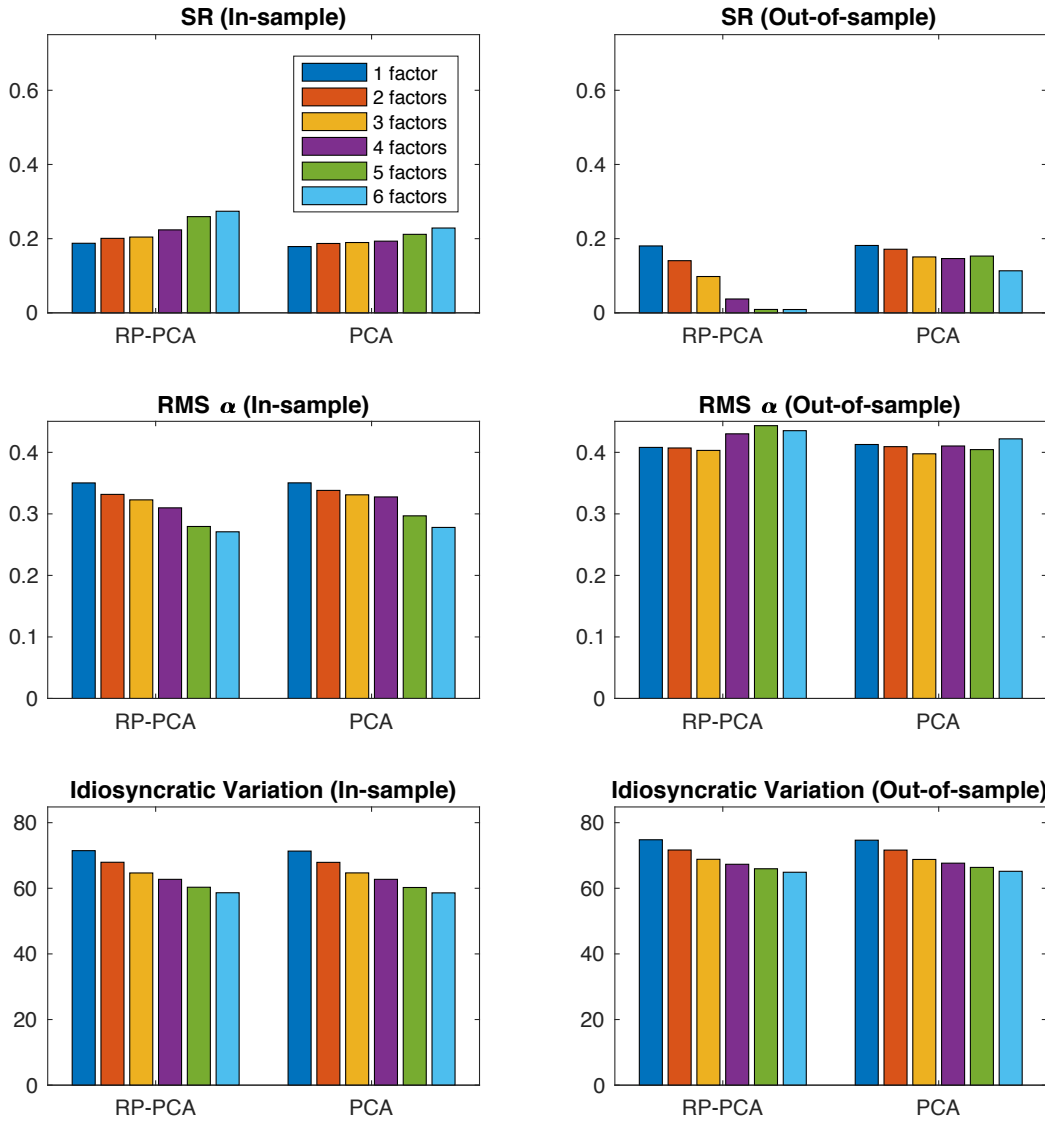 SR (In-sample)
0.6
0.4
0.2
0
1 factor
2 factors
3 factors
4 factors
5 factors
6 factors
RP-PCA
PCA
SR (Out-of-sample)
0.6
0.4
0.2
0
RP-PCA
PCA
RMS α (In-sample)
0.4
0.3
0.2
0.1
0
RP-PCA
PCA
RMS α (Out-of-sample)
0.4
0.3
0.2
0.1
0
RP-PCA
PCA
Idiosyncratic Variation (In-sample)
80
60
40
20
0
RP-PCA
PCA
Idiosyncratic Variation (Out-of-sample)
80
60
40
20
0
RP-PCA
PCA